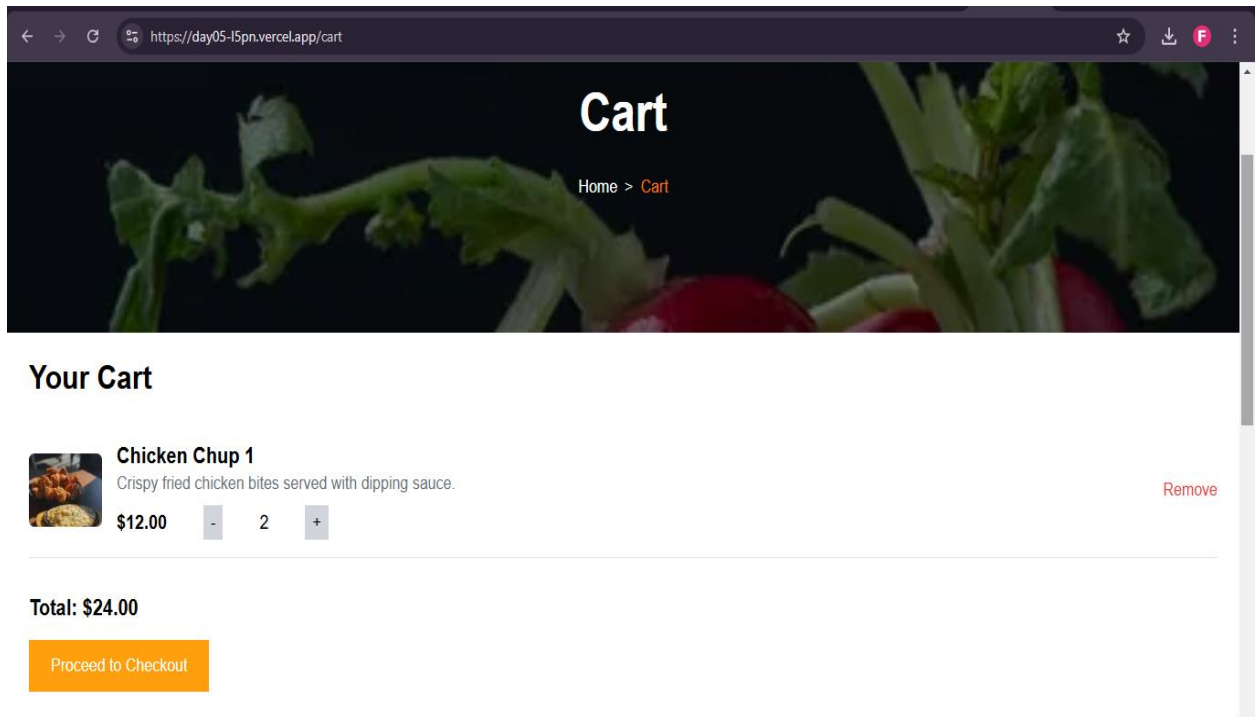 https://day05-l5pn.vercel.app/cart
F
Cart
Home > Cart
Your Cart
Chicken Chup 1
Crispy fried chicken bites served with dipping sauce.
Remove
$12.00 - 2 +
Total: $24.00
Proceed to Checkout